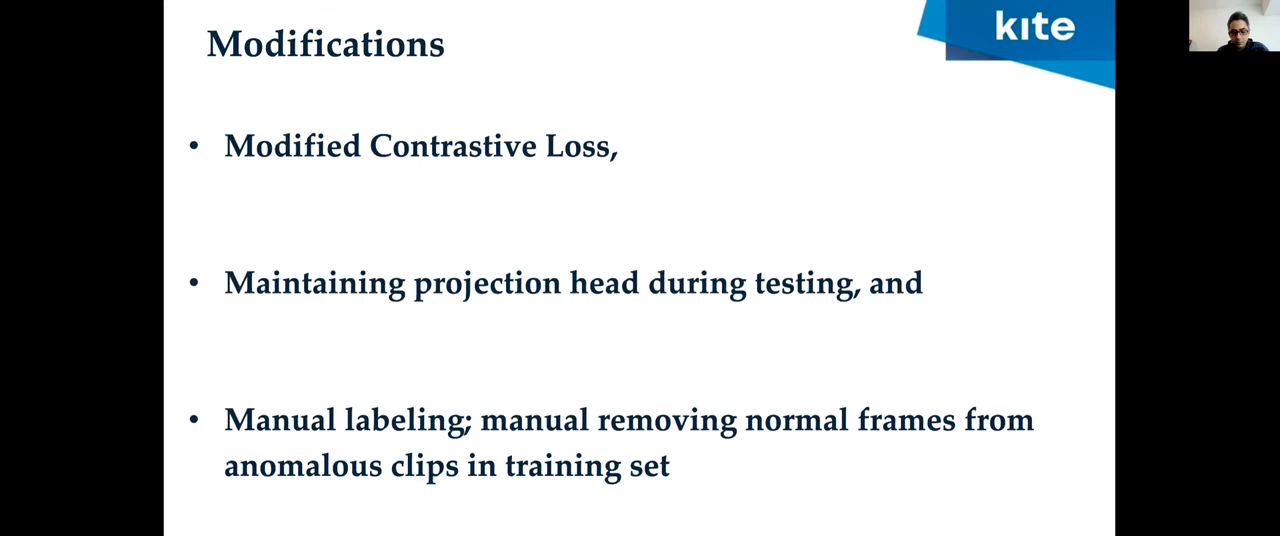 Modifications
kite
• Modified Contrastive Loss,
• Maintaining projection head during testing, and
• Manual labeling; manual removing normal frames from
anomalous clips in training set